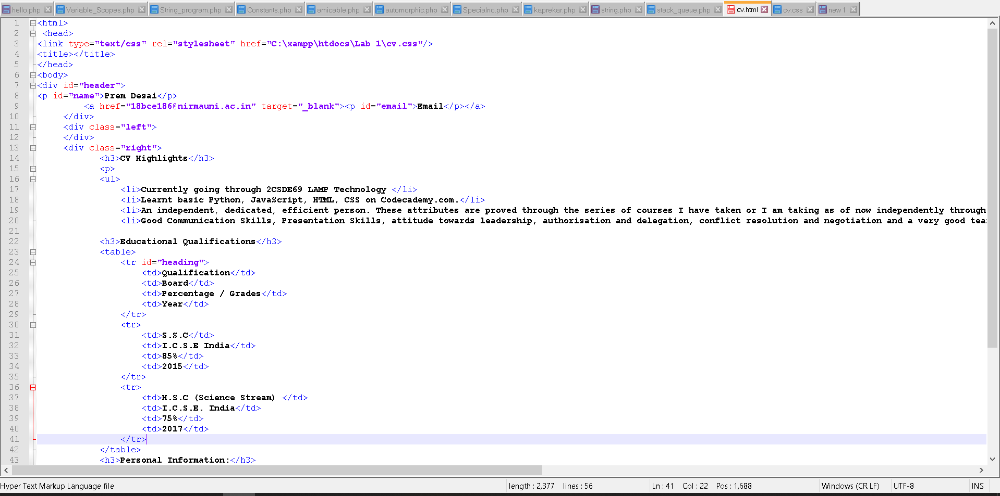 hello.php Variable_Scopes.php String_program.php Constants.php amicable.php automorphic.php Specialno.php kaprekar.php string.php stack_queue.php cv.html cv.css new 1
1 <html>
2 <head>
3 <link type="text/css" rel="stylesheet" href="C:\xampp\htdocs\Lab 1\cv.css"/>
4 <title></title>
5 </head>
6 <body>
7 <div id="header">
8 <p id="name">Prem Desai</p>
9 <a href="18bce186@nirmauni.ac.in" target="_blank"><p id="email">Email</p></a>
10 </div>
11 <div class="left">
12 </div>
13 <div class="right">
14 <h3>CV Highlights</h3>
15 <p>
16 <ul>
17 <li>Currently going through 2CSDE69 LAMP Technology </li>
18 <li>Learnt basic Python, JavaScript, HTML, CSS on Codecademy.com.</li>
19 <li>An independent, dedicated, efficient person. These attributes are proved through the series of courses I have taken or I am taking as of now independently through
20 <li>Good Communication Skills, Presentation Skills, attitude towards leadership, authorisation and delegation, conflict resolution and negotiation and a very good
21
22 <h3>Educational Qualifications</h3>
23 <table>
24 <tr id="heading">
25 <td>Qualification</td>
26 <td>Board</td>
27 <td>Percentage / Grades</td>
28 <td>Year</td>
29 </tr>
30 <tr>
31 <td>S.S.C</td>
32 <td>I.C.S.E India</td>
33 <td>85%</td>
34 <td>2015</td>
35 </tr>
36 <tr>
37 <td>H.S.C (Science Stream) </td>
38 <td>I.C.S.E. India</td>
39 <td>75%</td>
40 <td>2017</td>
41 </tr>
42 </table>
43 <h3>Personal Information:</h3>
Hyper Text Markup Language file length : 2,377 lines : 56 Ln : 41 Col : 22 Pos : 1,688 Windows (CR LF) UTF-8 INS